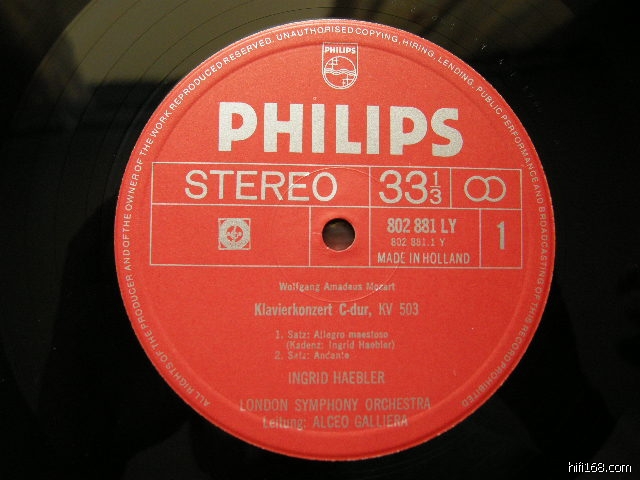 ALL RIGHTS OF THE PRODUCER AND OF THE OWNER OF THE WORK REPRODUCED RESERVED. UNAUTHORISED COPYING, HIRING, LENDING, PUBLIC PERFORMANCE AND BROADCASTING OF THIS RECORD PROHIBITED
PHILIPS
PHILIPS
STEREO 33 1/3
802 881 LY
802 881.1 Y
MADE IN HOLLAND
1
Wolfgang Amadeus Mozart
Klavierkonzert C-dur, KV 503
1. Satz: Allegro maestoso
(Kadenz: Ingrid Haebler)
2. Satz: Andante
INGRID HAEBLER
LONDON SYMPHONY ORCHESTRA
Leitung: ALCEO GALLIERA
hifi168.com